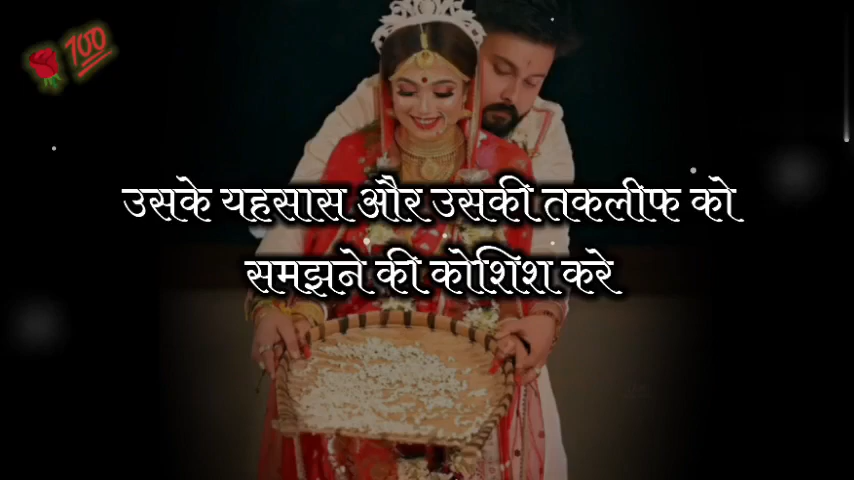 💯
उसके यहसास और उसकी तकलीफ को
समझने की कोशिश करे